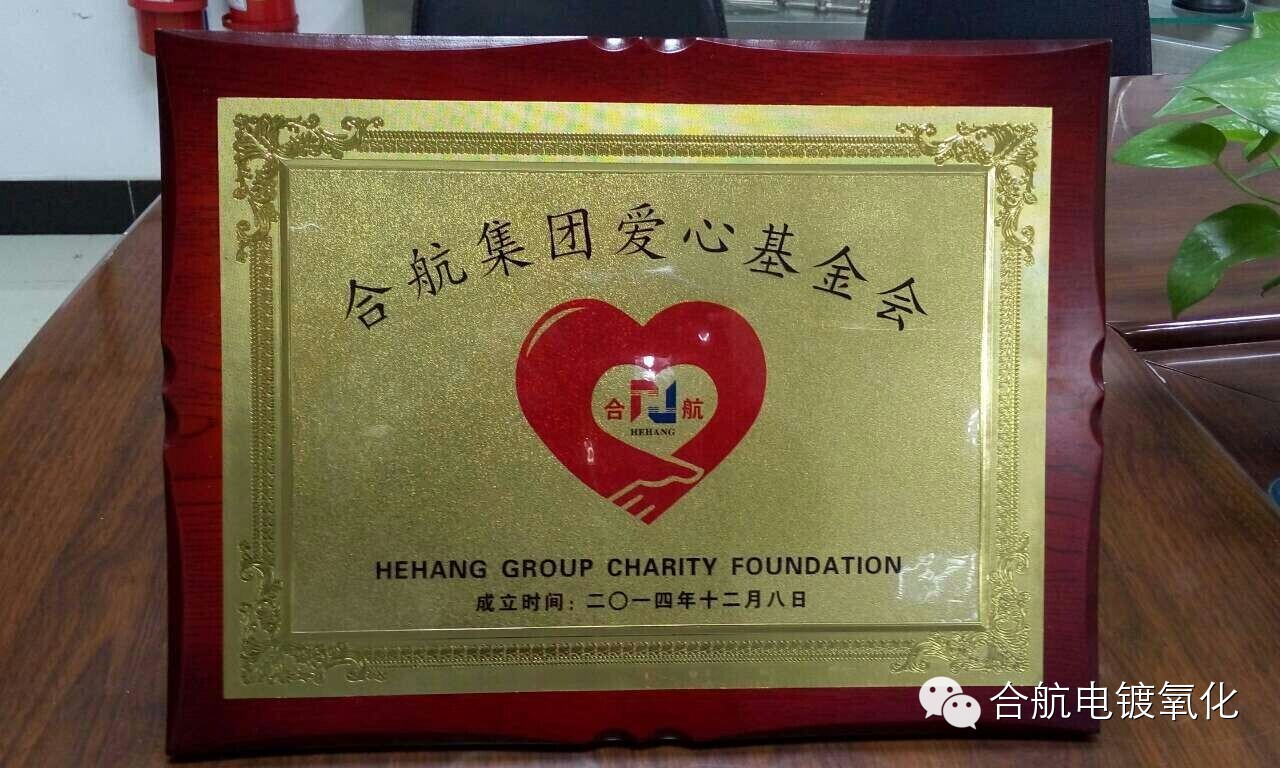 合航集团爱心基金会
合 航
HEHANG
HEHANG GROUP CHARITY FOUNDATION
成立时间：二〇一四年十二月八日
合航电镀氧化